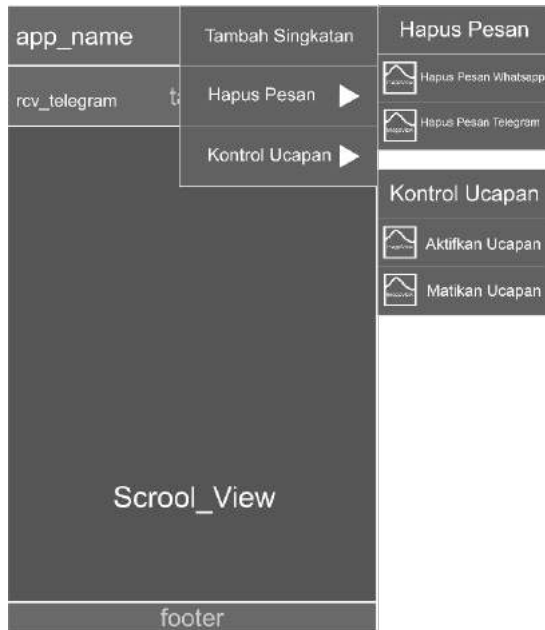 app_name
Tambah Singkatan
rcv_telegram
ta
Hapus Pesan
Kontrol Ucapan
Scrool_View
footer
Hapus Pesan
Hapus Pesan Whatsapp
Hapus Pesan Telegram
Kontrol Ucapan
Aktifkan Ucapan
Matikan Ucapan